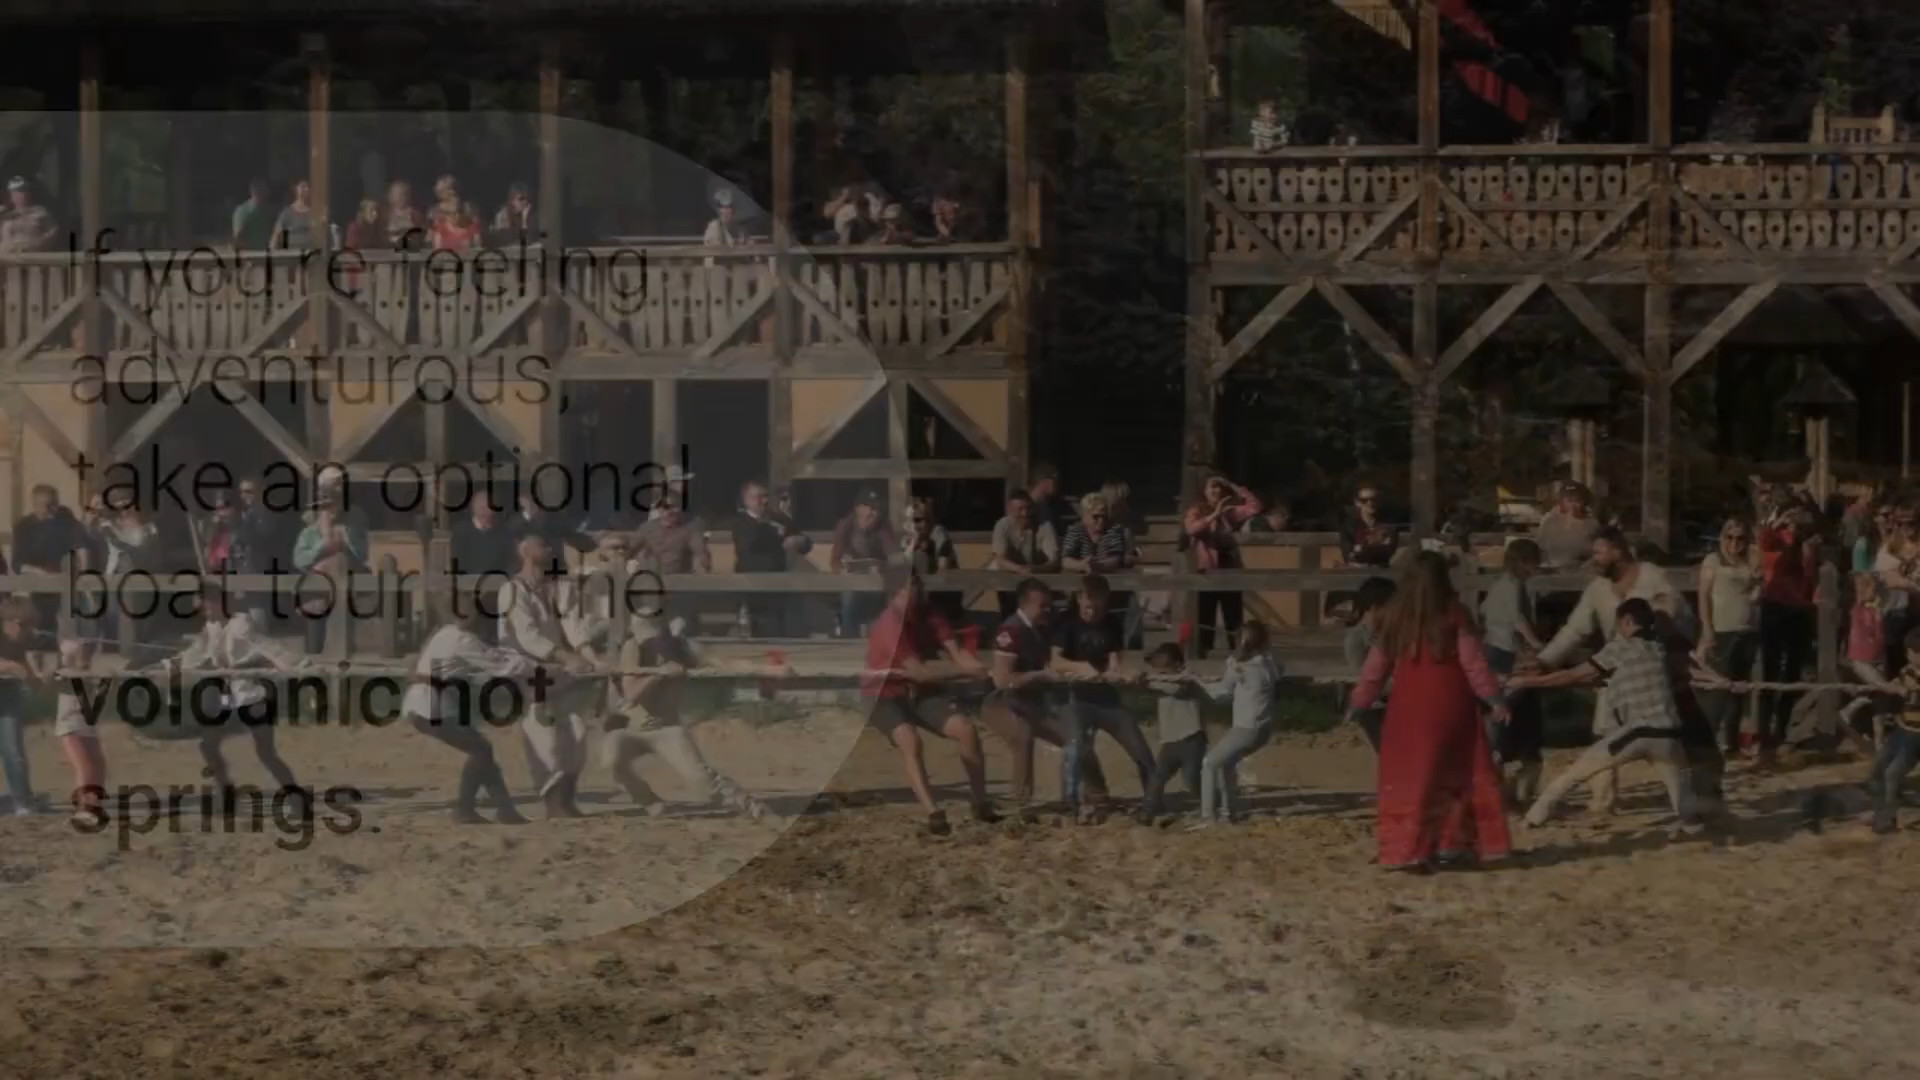 If you're feeling
adventurous,
take an optional
boat tour to the
volcanic hot
springs.